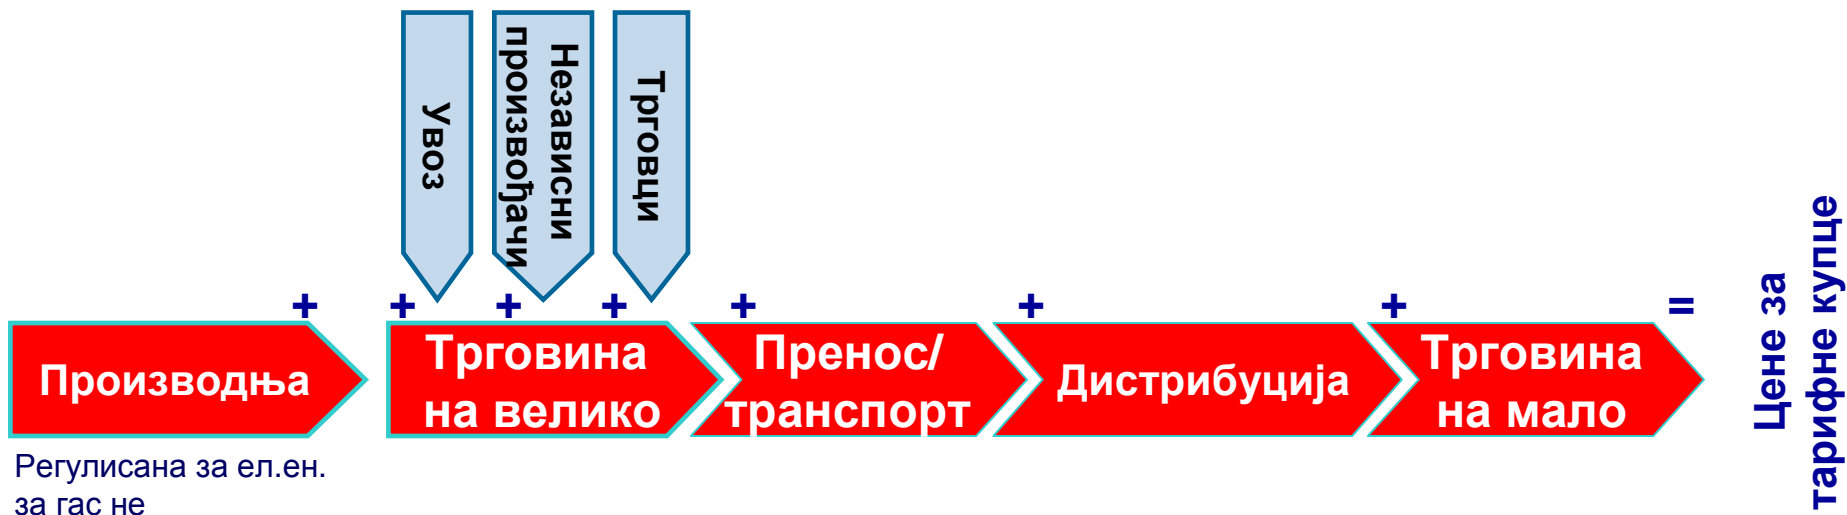 Увоз
Независни
произвођачи
Трговци
+ + + + + + + =
Производња
Трговина
на велико
Пренос/
транспорт
Дистрибуција
Трговина
на мало
Цене за
тарифне купце
Регулисана за ел.ен.
за гас не